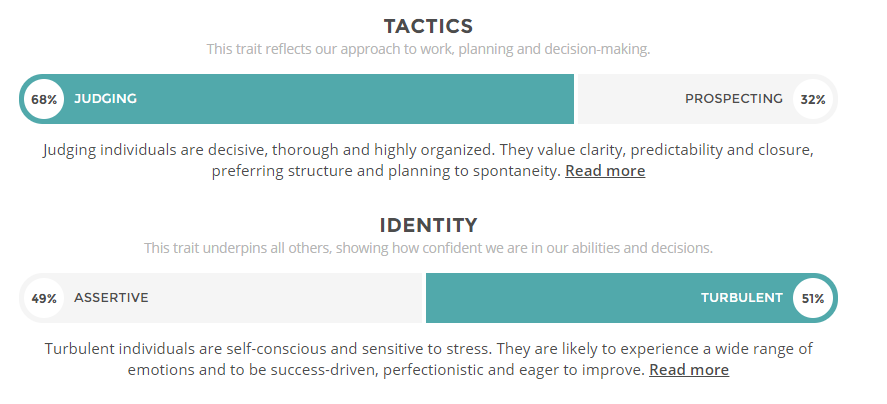 TACTICS
This trait reflects our approach to work, planning and decision-making.
68% JUDGING PROSPECTING 32%
Judging individuals are decisive, thorough and highly organized. They value clarity, predictability and closure,
preferring structure and planning to spontaneity. Read more
IDENTITY
This trait underpins all others, showing how confident we are in our abilities and decisions.
49% ASSERTIVE TURBULENT 51%
Turbulent individuals are self-conscious and sensitive to stress. They are likely to experience a wide range of
emotions and to be success-driven, perfectionistic and eager to improve. Read more